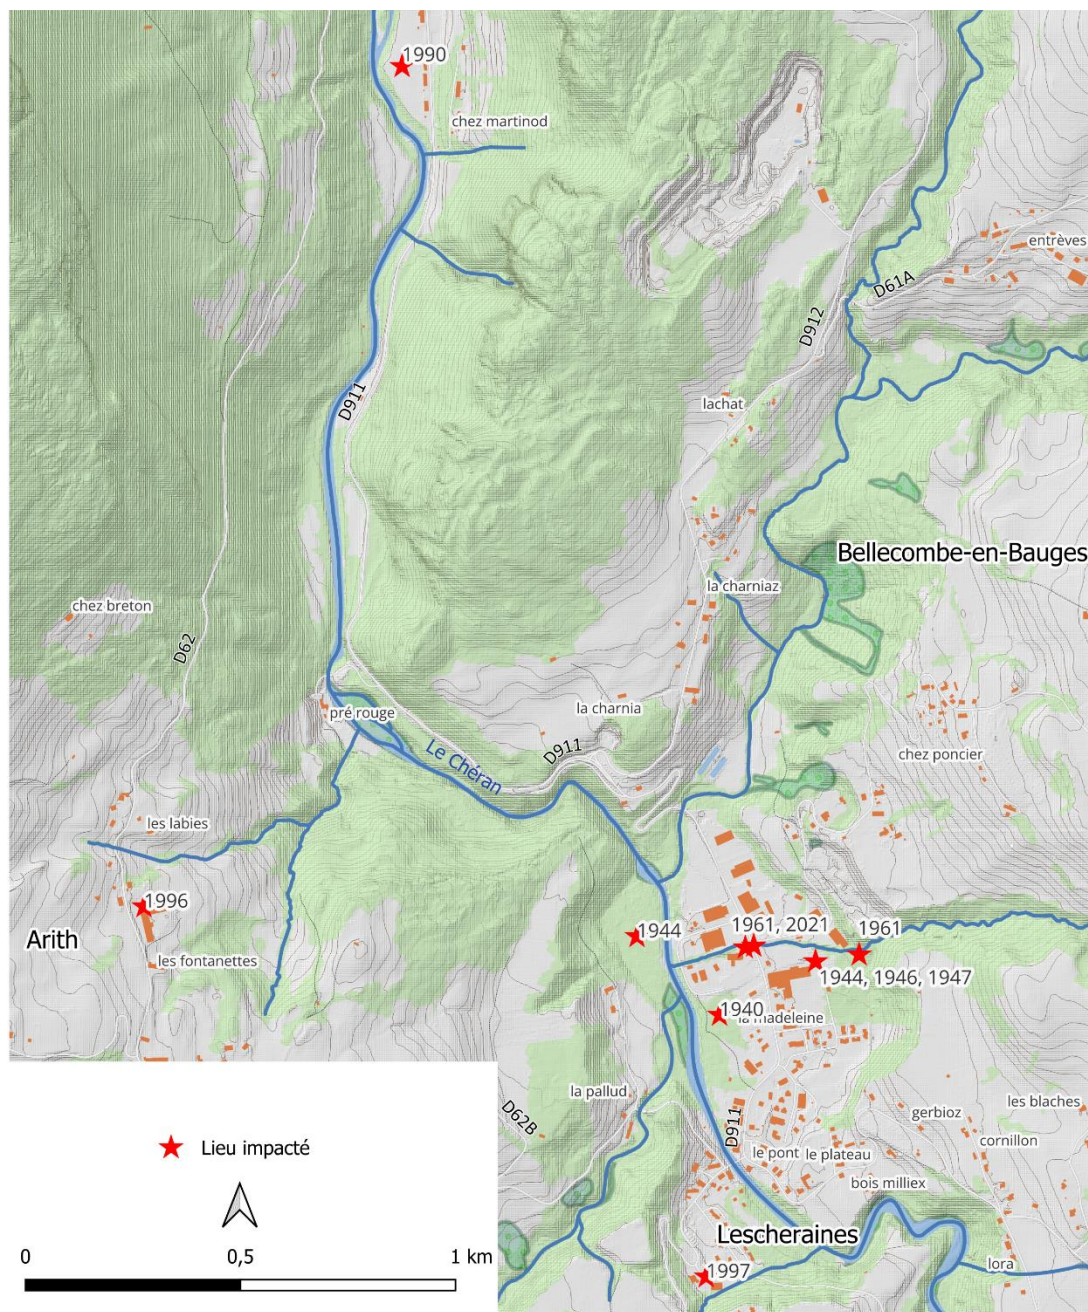 1990
chez martinod
entrèves
D61A
D912
D911
lachat
Bellecombe-en-Bauges
la charniaz
chez breton
D62
pré rouge
la charnia
D911
Le Chéran
chez poncier
les labies
1996
Arith
les fontanettes
1944
1961, 2021
1961
1944, 1946, 1947
1940
la madeleine
la pallud
D62B
D911
gerbioz
les blaches
cornillon
le pont
le plateau
bois milliex
Lescheraines
lora
1997
Lieu impacté
0
0,5
1 km